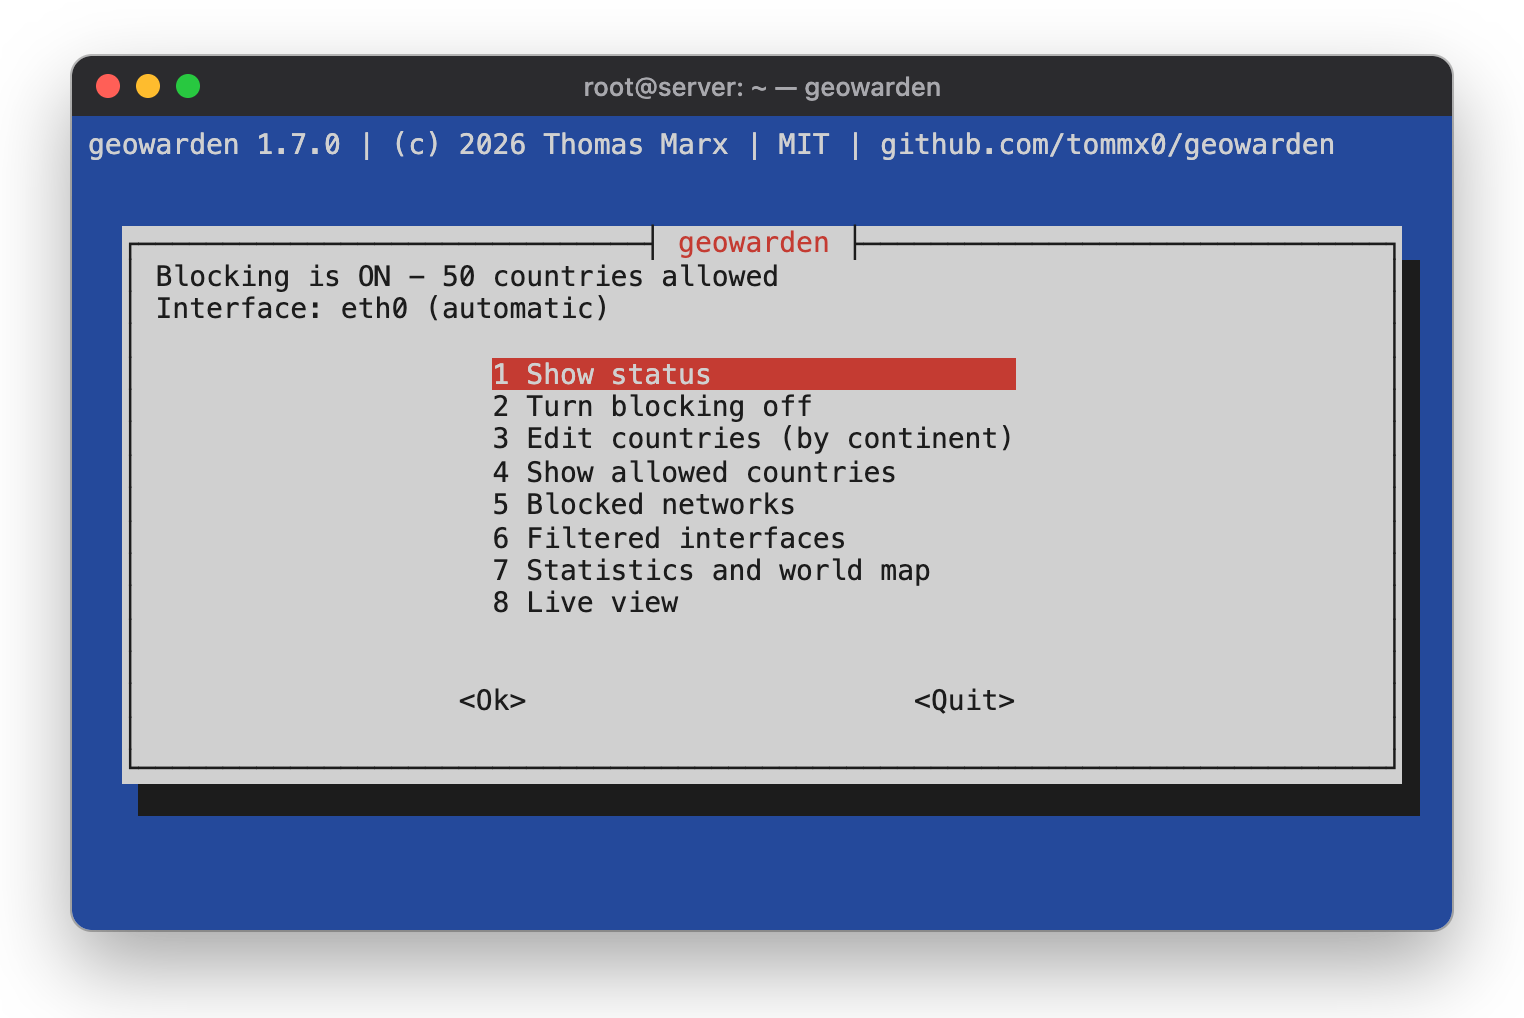 root@server: ~ — geowarden
geowarden 1.7.0 | (c) 2026 Thomas Marx | MIT | github.com/tommx0/geowarden
geowarden
Blocking is ON - 50 countries allowed
Interface: eth0 (automatic)
1 Show status
2 Turn blocking off
3 Edit countries (by continent)
4 Show allowed countries
5 Blocked networks
6 Filtered interfaces
7 Statistics and world map
8 Live view
<Ok> <Quit>